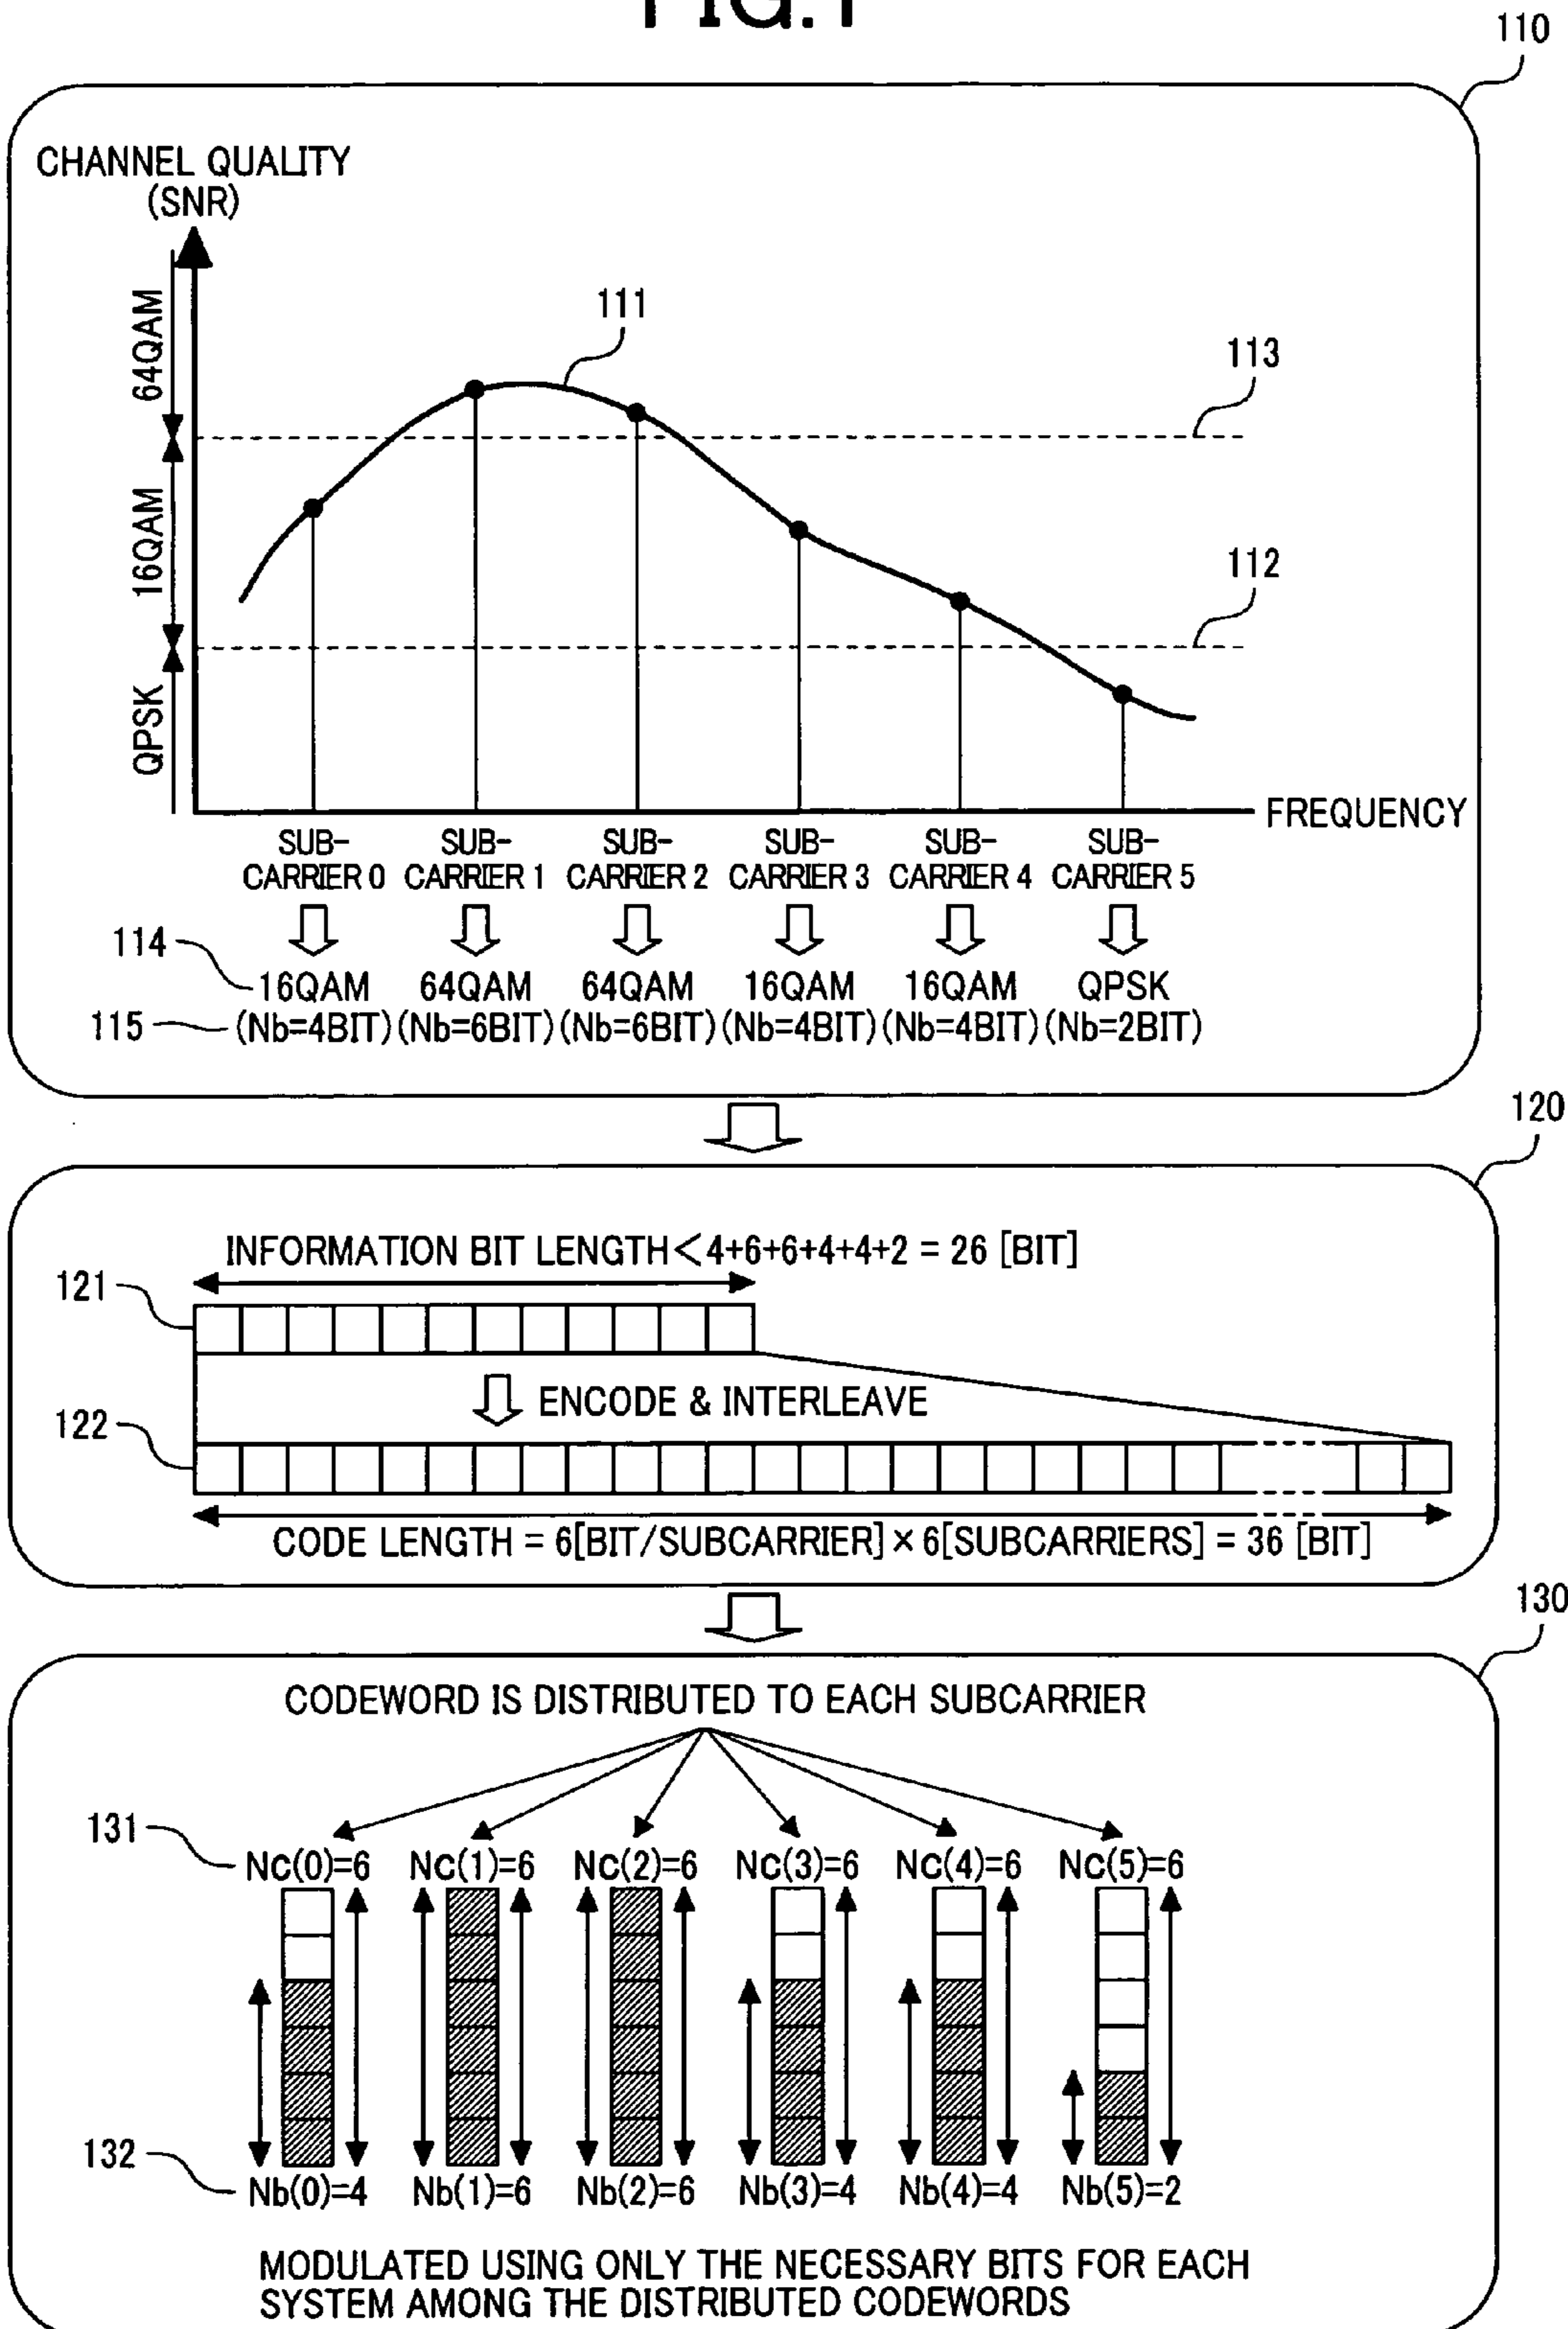 FIG.1
110
CHANNEL QUALITY
(SNR)
64QAM
16QAM
QPSK
111
113
112
FREQUENCY
SUB-
CARRIER 0
SUB-
CARRIER 1
SUB-
CARRIER 2
SUB-
CARRIER 3
SUB-
CARRIER 4
SUB-
CARRIER 5
114
16QAM 64QAM 64QAM 16QAM 16QAM QPSK
115
(Nb=4BIT) (Nb=6BIT) (Nb=6BIT) (Nb=4BIT) (Nb=4BIT) (Nb=2BIT)
120
INFORMATION BIT LENGTH<4+6+6+4+4+2 = 26 [BIT]
121
ENCODE & INTERLEAVE
122
CODE LENGTH = 6[BIT/SUBCARRIER] × 6[SUBCARRIERS] = 36 [BIT]
130
CODEWORD IS DISTRIBUTED TO EACH SUBCARRIER
131
Nc(0)=6 Nc(1)=6 Nc(2)=6 Nc(3)=6 Nc(4)=6 Nc(5)=6
132
Nb(0)=4 Nb(1)=6 Nb(2)=6 Nb(3)=4 Nb(4)=4 Nb(5)=2
MODULATED USING ONLY THE NECESSARY BITS FOR EACH
SYSTEM AMONG THE DISTRIBUTED CODEWORDS